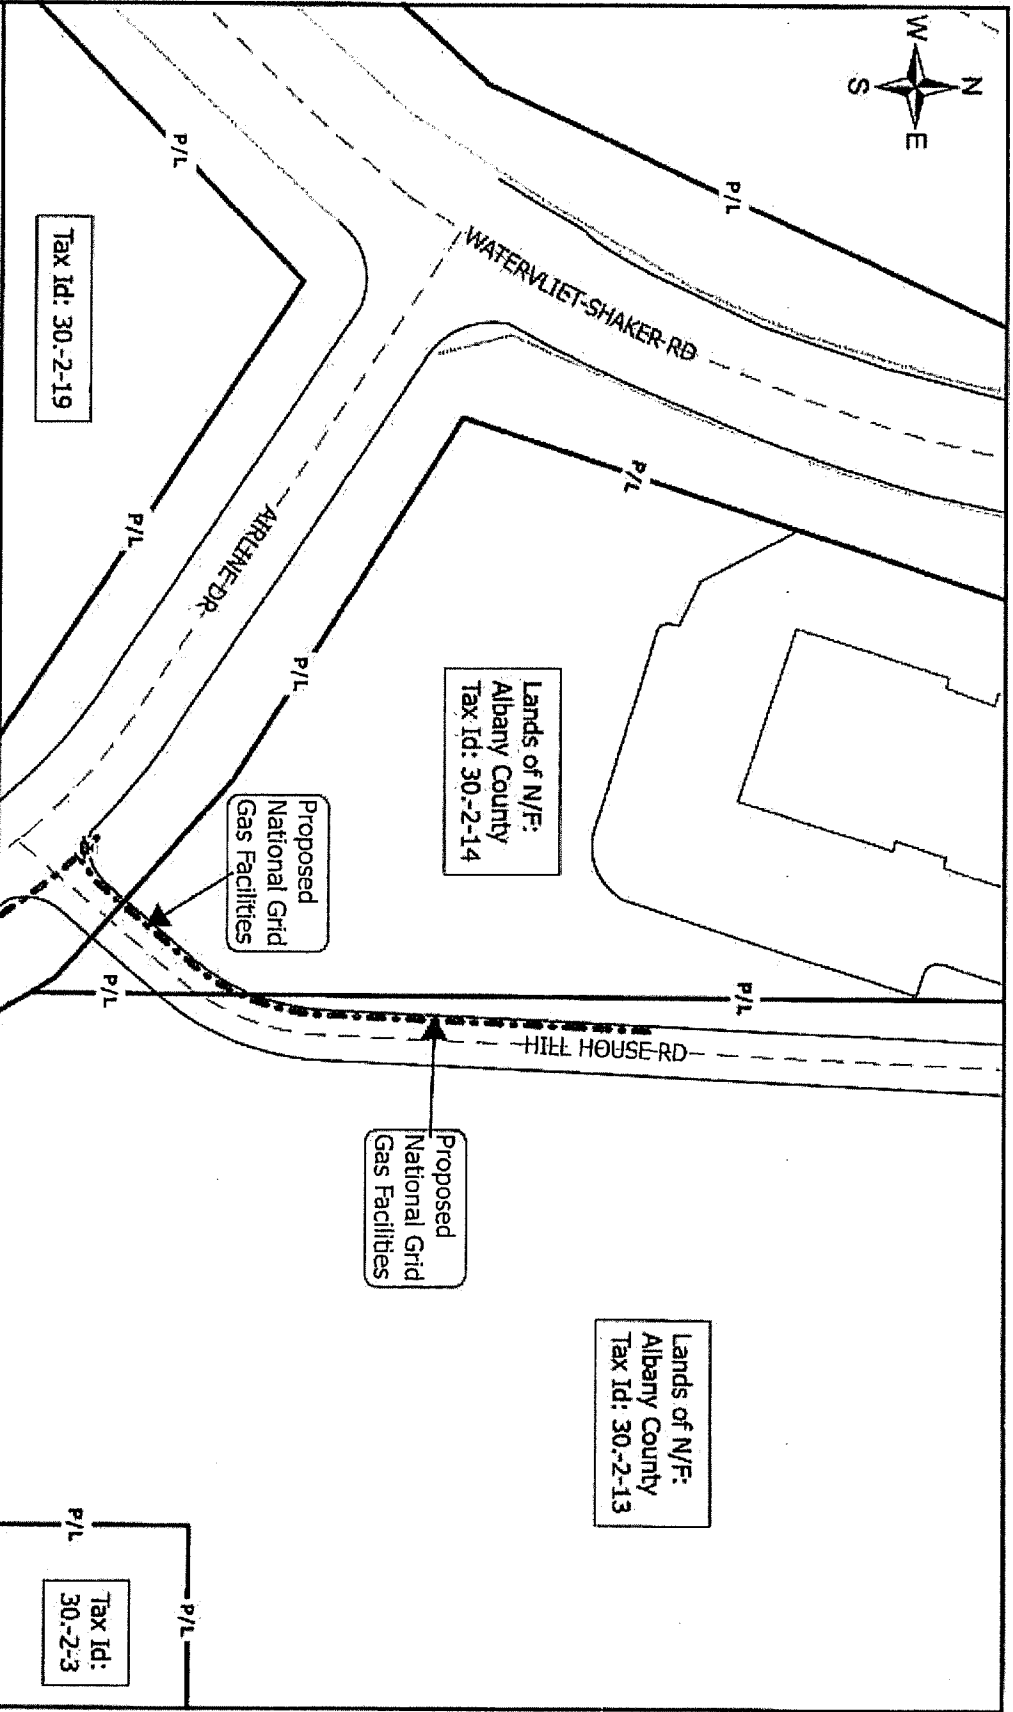 N
W
E
S
P/L
WATERVLIET-SHAKER-RD
P/L
P/L
Lands of N/F:
Albany County
Tax Id: 30.-2-14
P/L
HILL HOUSE-RD
Lands of N/F:
Albany County
Tax Id: 30.-2-13
Proposed
National Grid
Gas Facilities
Proposed
National Grid
Gas Facilities
P/L
AIRLINE-DR
P/L
P/L
P/L
Tax Id: 30.-2-19
P/L
P/L
Tax Id:
30.-2-3